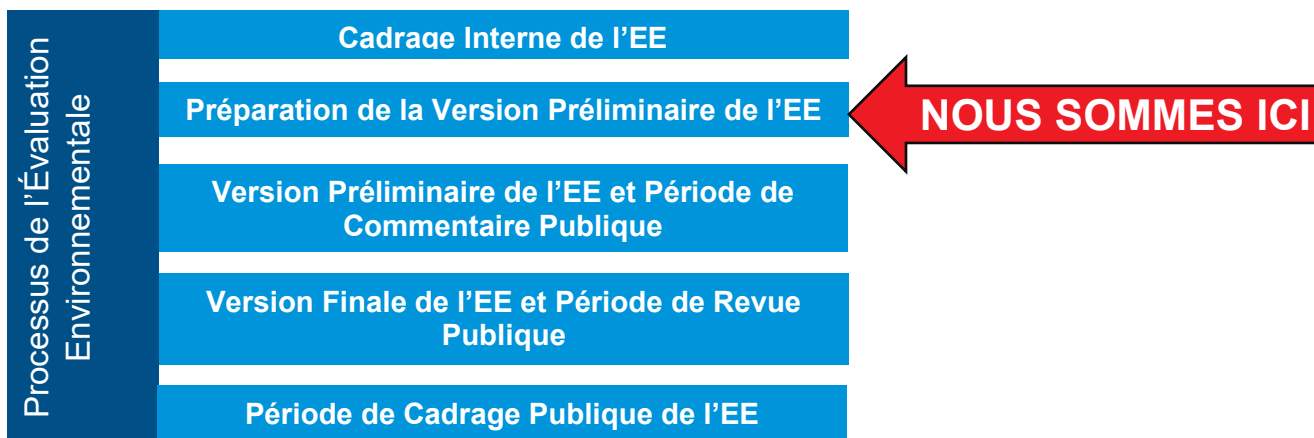 Processus de l’Évaluation
Environnementale
Cadrage Interne de l’EE
Préparation de la Version Préliminaire de l’EE
NOUS SOMMES ICI
Version Préliminaire de l’EE et Période de
Commentaire Publique
Version Finale de l’EE et Période de Revue
Publique
Période de Cadrage Publique de l’EE